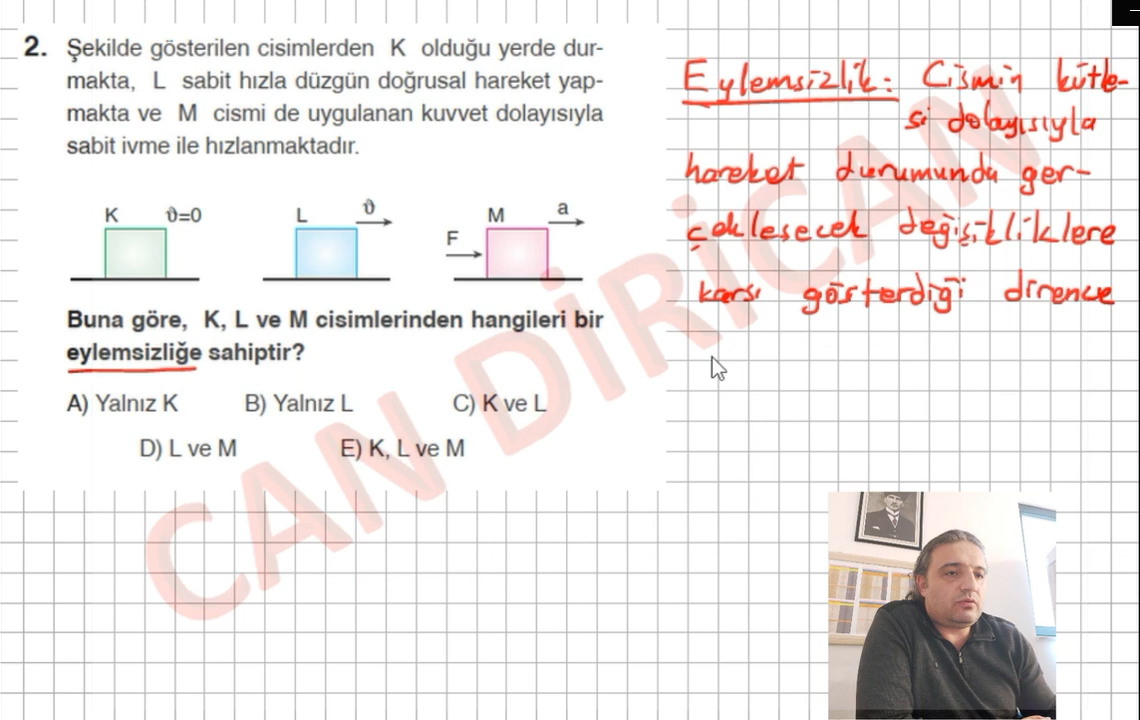 2. Şekilde gösterilen cisimlerden K olduğu yerde dur-
makta, L sabit hızla düzgün doğrusal hareket yap-
makta ve M cismi de uygulanan kuvvet dolayısıyla
sabit ivme ile hızlanmaktadır.
K ϑ=0
L ϑ
F M a
Buna göre, K, L ve M cisimlerinden hangileri bir
eylemsizliğe sahiptir?
A) Yalnız K B) Yalnız L C) K ve L
D) L ve M E) K, L ve M
Eylemsizlik: Cismin kütle-
si dolayısıyla
hareket durumunda ger-
çekleşecek değişikliklere
karşı gösterdiği dirence
CAN DİRİCAN